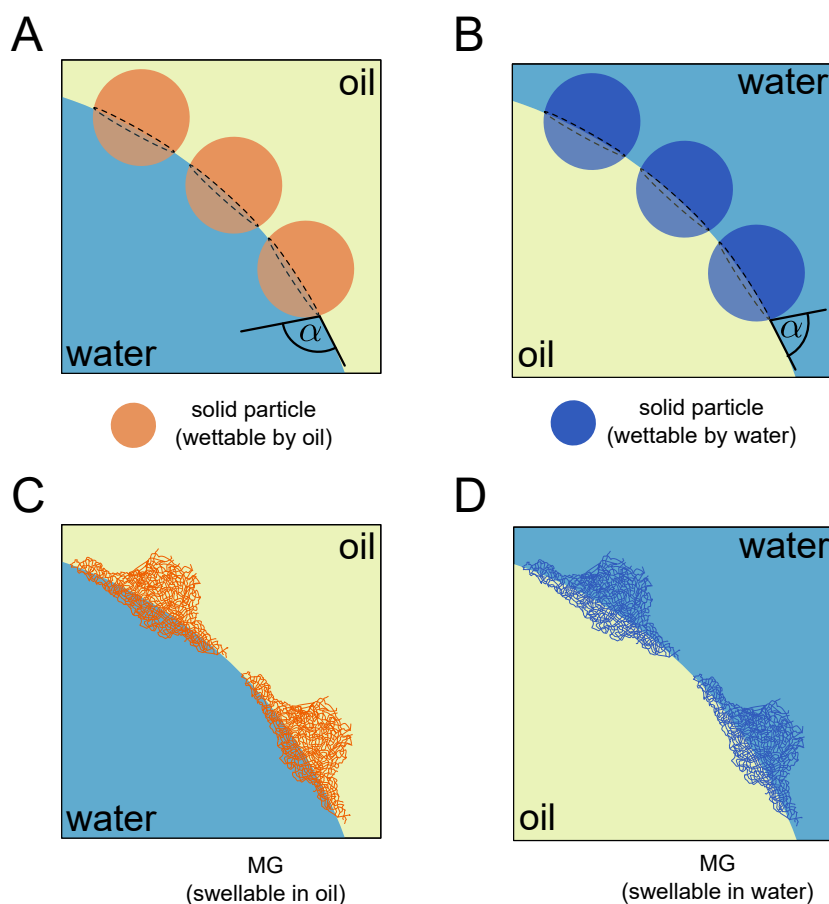 A
B
oil
water
α
α
water
oil
solid particle
(wettable by oil)
solid particle
(wettable by water)
C
D
oil
water
water
oil
MG
(swellable in oil)
MG
(swellable in water)